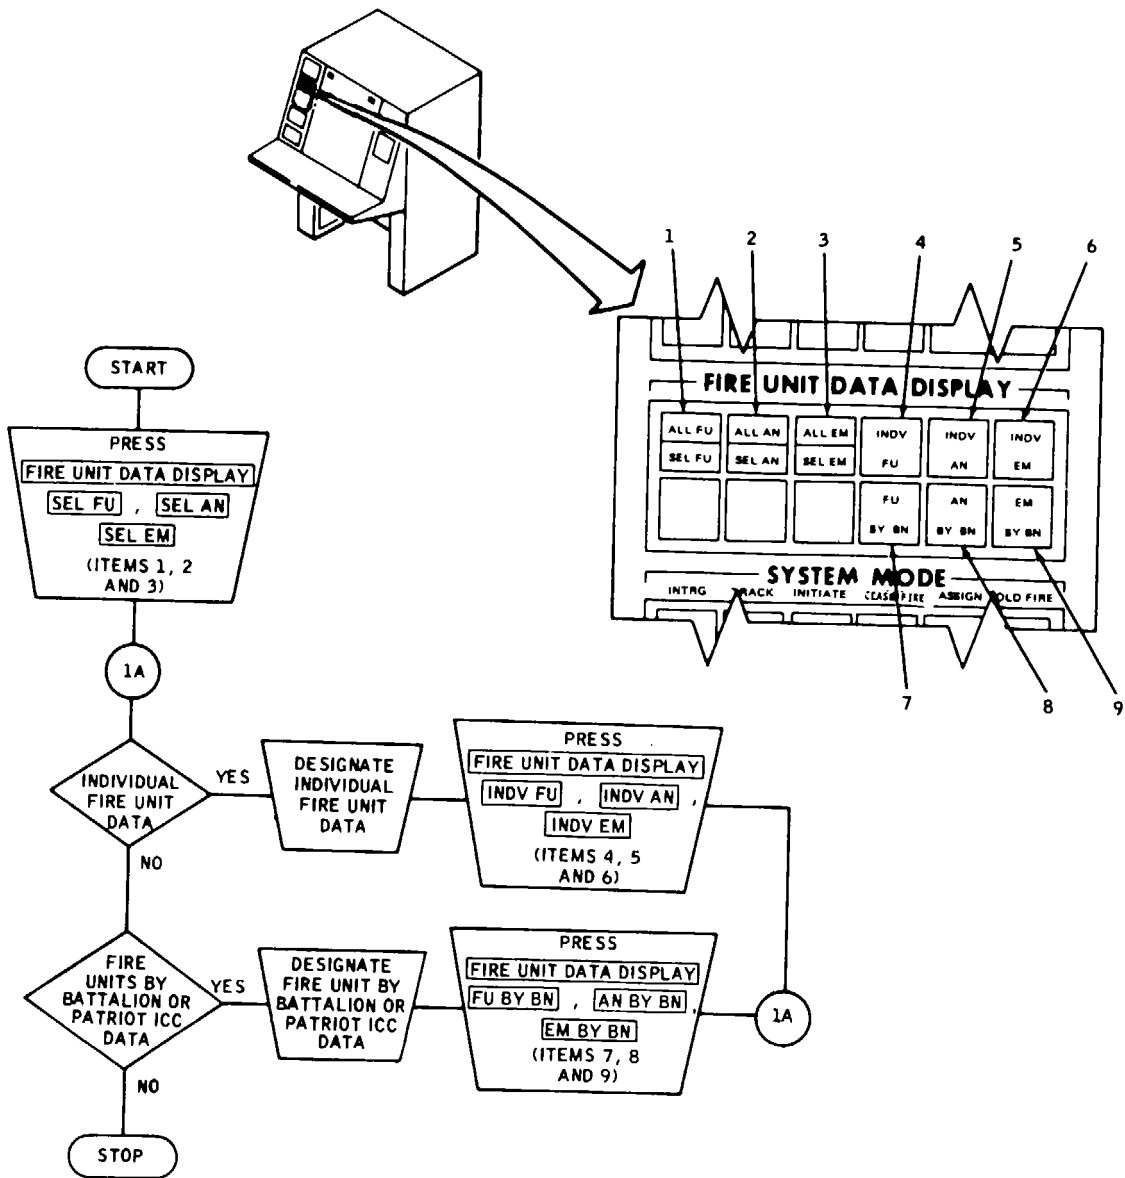 1 2 3 4 5 6
FIRE UNIT DATA DISPLAY
ALL FU ALL AN ALL EM INDV INDV INDV
SEL FU SEL AN SEL EM FU AN EM
FU AN EM
BY BN BY BN BY BN
SYSTEM MODE
INTRG TRACK INITIATE CEASE FIRE ASSIGN HOLD FIRE
7 8 9
START
PRESS
FIRE UNIT DATA DISPLAY
SEL FU , SEL AN
SEL EM
(ITEMS 1, 2
AND 3)
1A
INDIVIDUAL
FIRE UNIT
DATA
YES
NO
DESIGNATE
INDIVIDUAL
FIRE UNIT
DATA
PRESS
FIRE UNIT DATA DISPLAY
INDV FU , INDV AN ,
INDV EM
(ITEMS 4, 5
AND 6)
FIRE
UNITS BY
BATTALION OR
PATRIOT ICC
DATA
YES
NO
DESIGNATE
FIRE UNIT BY
BATTALION OR
PATRIOT ICC
DATA
PRESS
FIRE UNIT DATA DISPLAY
FU BY BN , AN BY BN ,
EM BY BN
(ITEMS 7, 8
AND 9)
1A
STOP